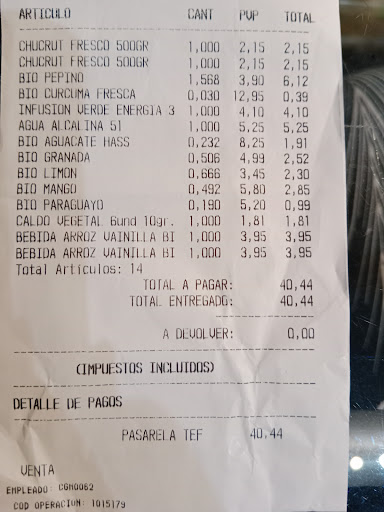 ARTICULO CANT PVP TOTAL
CHUCRUT FRESCO 500GR 1,000 2,15 2,15
CHUCRUT FRESCO 500GR 1,000 2,15 2,15
BIO PEPINO 1,568 3,90 6,12
BIO CURCUMA FRESCA 0,030 12,95 0,39
INFUSION VERDE ENERGIA 3 1,000 4,10 4,10
AGUA ALCALINA 5l 1,000 5,25 5,25
BIO AGUACATE HASS 0,232 8,25 1,91
BIO GRANADA 0,506 4,99 2,52
BIO LIMON 0,666 3,45 2,30
BIO MANGO 0,492 5,80 2,85
BIO PARAGUAYO 0,190 5,20 0,99
CALDO VEGETAL 6und 10gr. 1,000 1,81 1,81
BEBIDA ARROZ VAINILLA BI 1,000 3,95 3,95
BEBIDA ARROZ VAINILLA BI 1,000 3,95 3,95
Total Artículos: 14
TOTAL A PAGAR: 40,44
TOTAL ENTREGADO: 40,44
A DEVOLVER: 0,00
(IMPUESTOS INCLUIDOS)
DETALLE DE PAGOS
PASARELA TEF 40,44
VENTA
EMPLEADO: CGM0062
COD OPERACION: 1015179